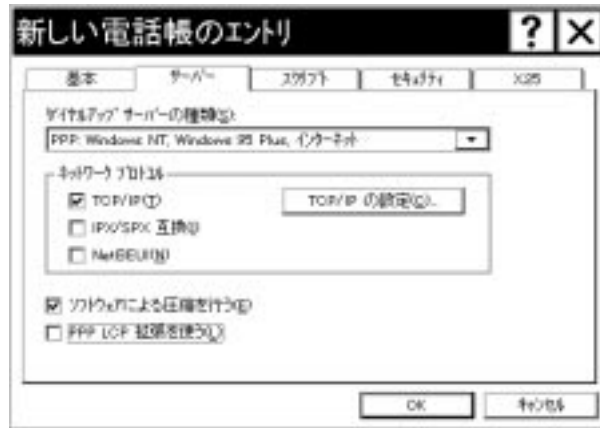 新しい電話帳のエントリ
基本 サーバー スクリプト セキュリティ X.25
ダイヤルアップ サーバーの種類(S):
PPP: Windows NT, Windows 95 Plus, インターネット
ネットワーク プロトコル
TCP/IP(T) TCP/IP の設定(C)...
IPX/SPX 互換(I)
NetBEUI(N)
ソフトウェアによる圧縮を行う(E)
PPP LCP 拡張を使う(L)
OK キャンセル